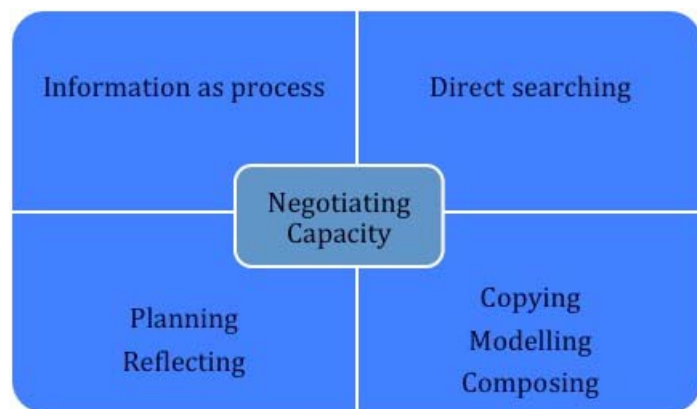 Information as process
Direct searching
Negotiating
Capacity
Planning
Reflecting
Copying
Modelling
Composing